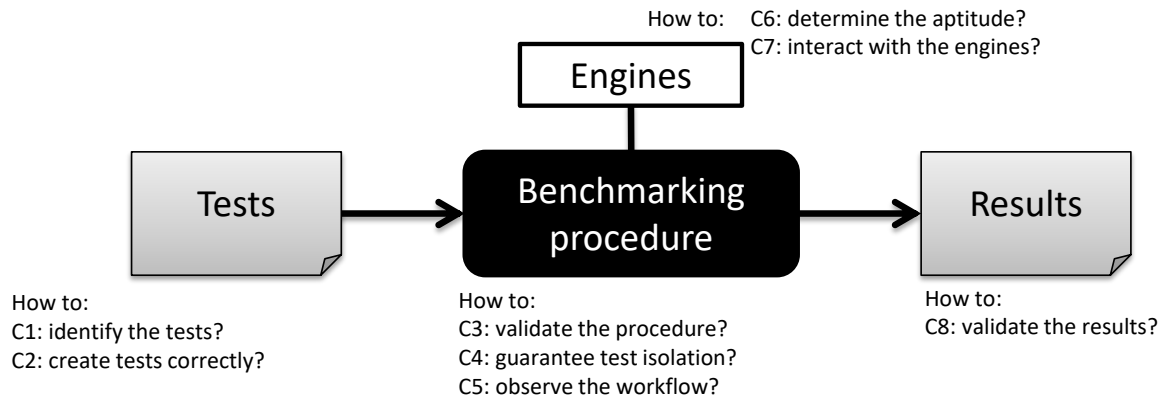 How to: C6: determine the aptitude?
C7: interact with the engines?
Engines
Tests
Benchmarking
procedure
Results
How to:
C1: identify the tests?
C2: create tests correctly?
How to:
C3: validate the procedure?
C4: guarantee test isolation?
C5: observe the workflow?
How to:
C8: validate the results?